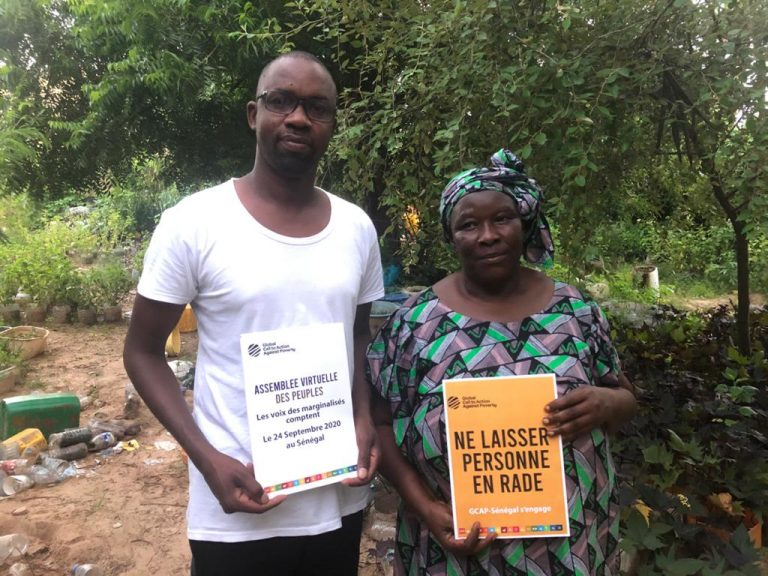 Global
Call to Action
Against Poverty
ASSEMBLEE VIRTUELLE
DES PEUPLES
Les voix des marginalisés
comptent
Le 24 Septembre 2020
au Sénégal
Global
Call to Action
Against Poverty
NE LAISSER
PERSONNE
EN RADE
GCAP-Sénégal s'engage